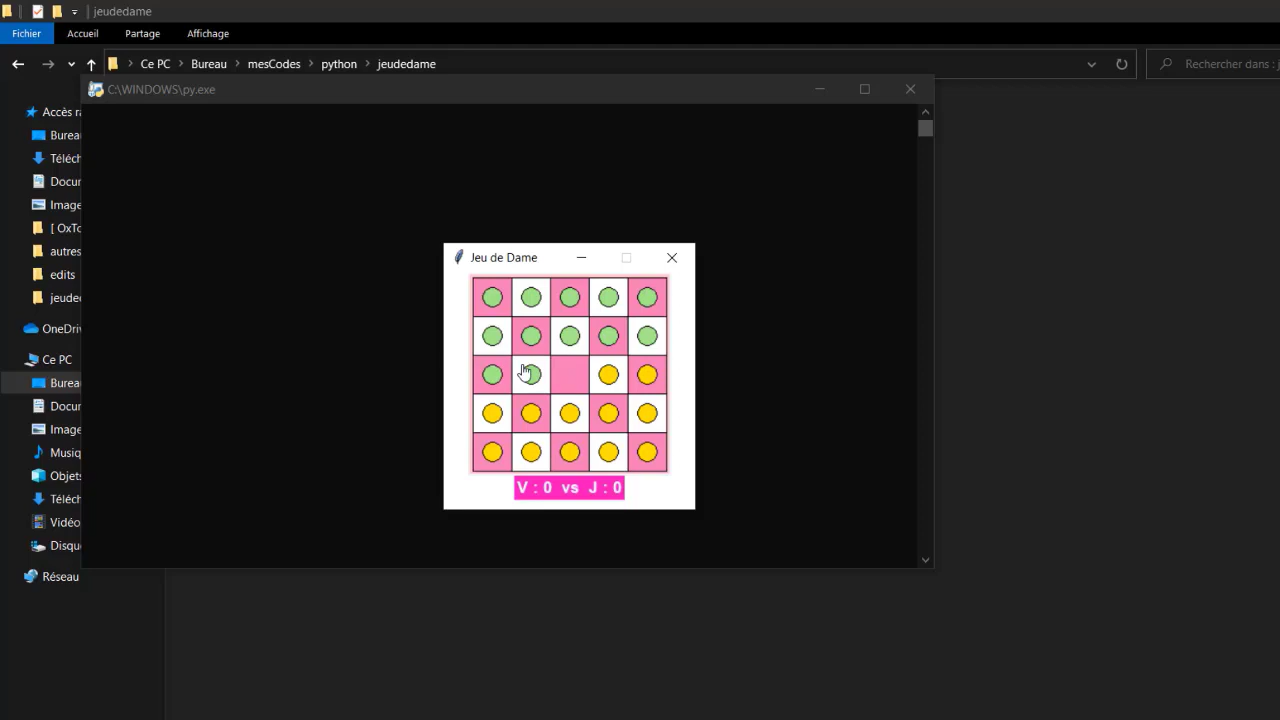 jeudedame
Fichier Accueil Partage Affichage
Ce PC Bureau mesCodes python jeudedame
Rechercher dans : j
C:\WINDOWS\py.exe
Accès ra
Bureau
Téléch
Docum
Image
[ OxTo
autres
edits
jeuded
OneDriv
Ce PC
Bureau
Docum
Image
Musiq
Objets
Téléch
Vidéo
Disqu
Réseau
Jeu de Dame
V : 0 vs J : 0